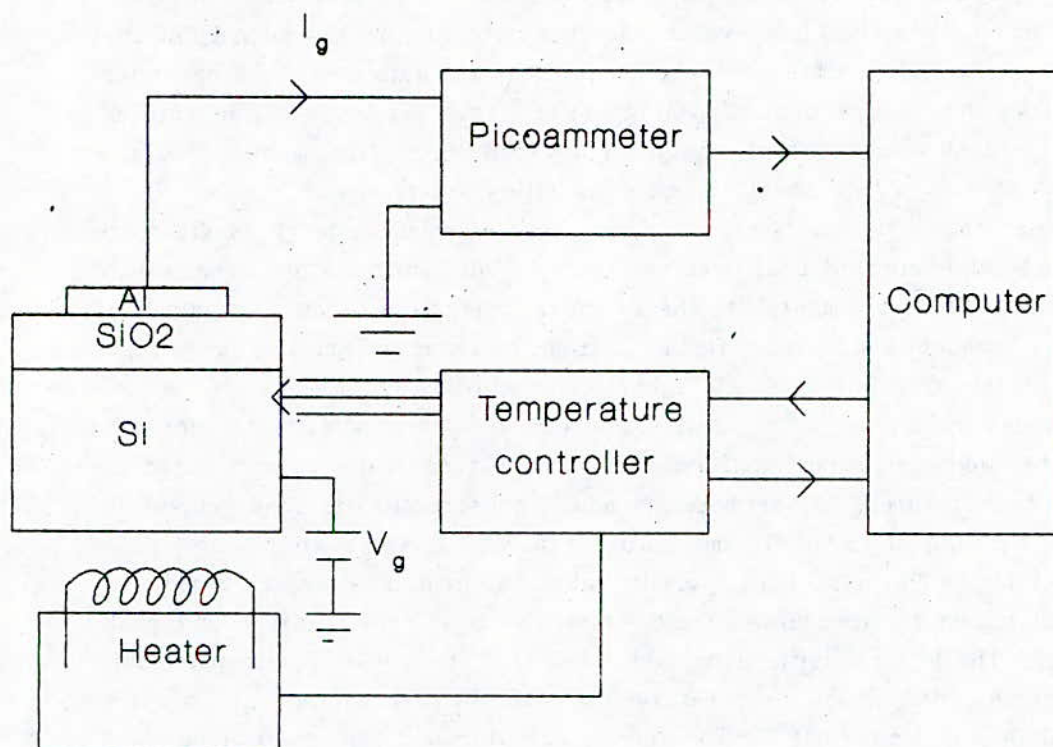 I g
Picoammeter
Al
SiO2
Computer
Si
Temperature
controller
V g
Heater